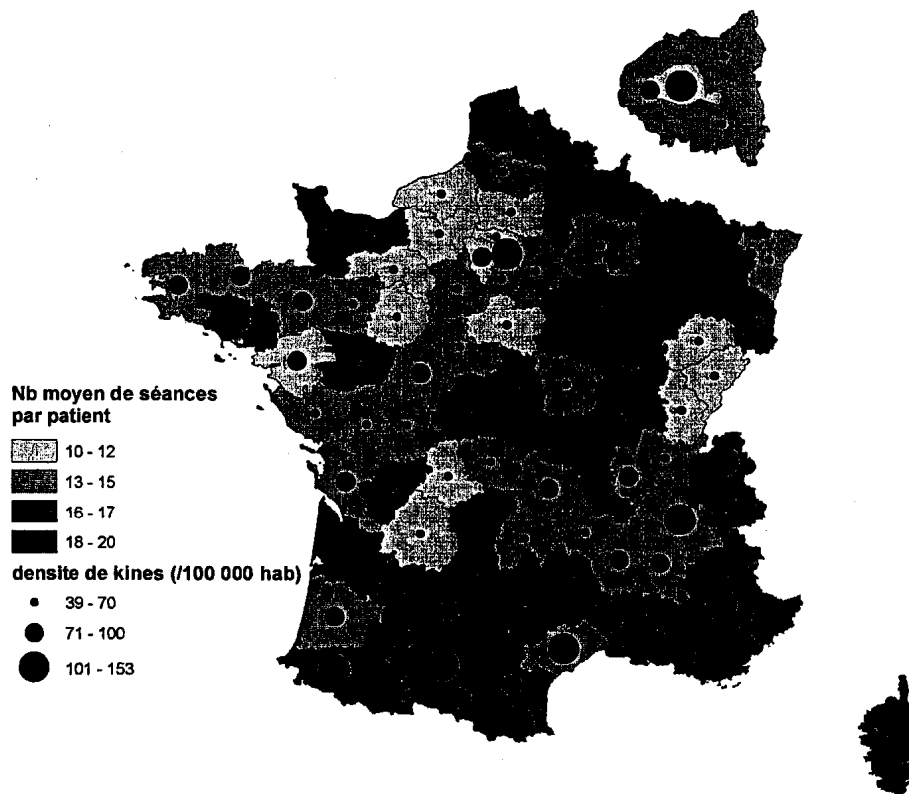 Nb moyen de séances
par patient
10 - 12
13 - 15
16 - 17
18 - 20
densite de kines (/100 000 hab)
39 - 70
71 - 100
101 - 153